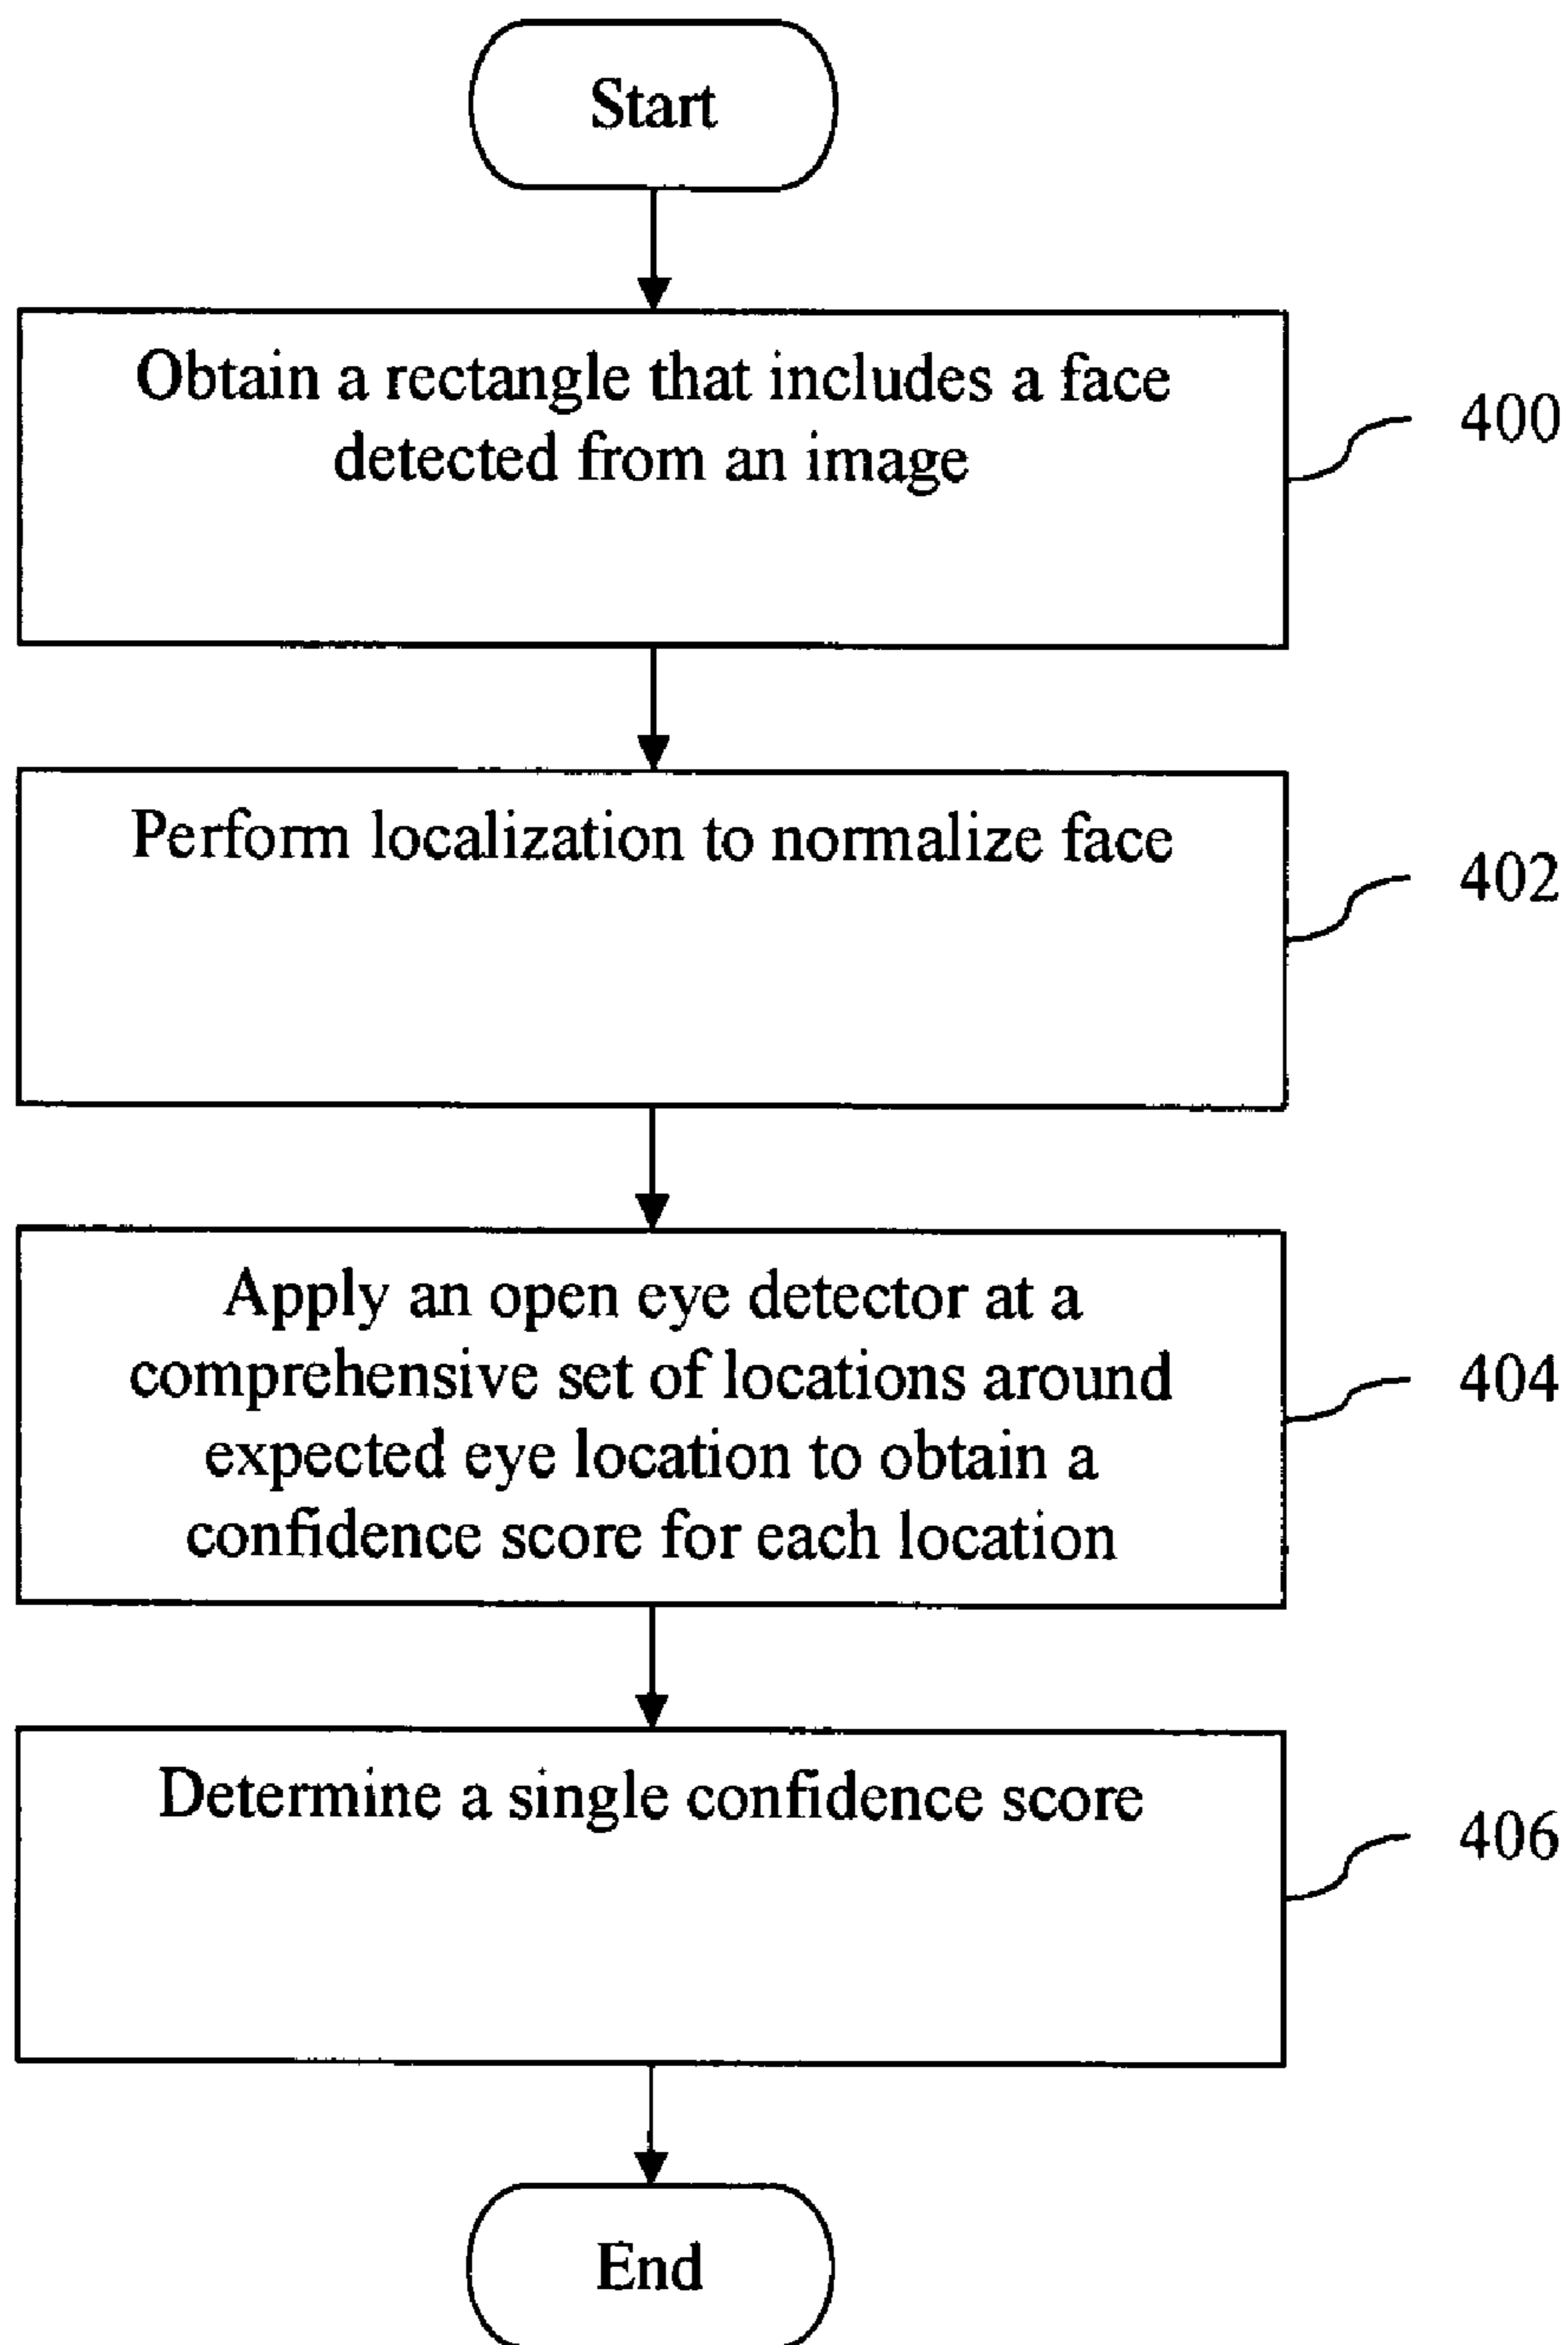 Start
Obtain a rectangle that includes a face
detected from an image
400
Perform localization to normalize face
402
Apply an open eye detector at a
comprehensive set of locations around
expected eye location to obtain a
confidence score for each location
404
Determine a single confidence score
406
End